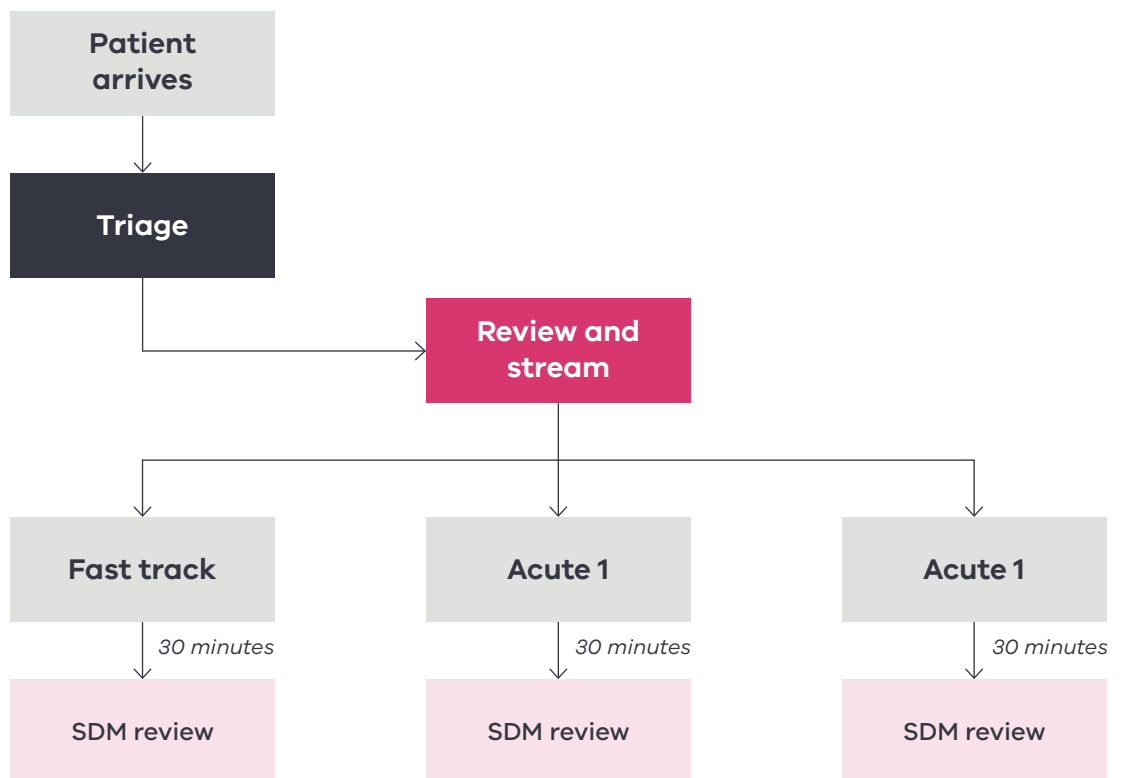 Patient
arrives
Triage
Review and
stream
Fast track
Acute 1
Acute 1
30 minutes
30 minutes
30 minutes
SDM review
SDM review
SDM review